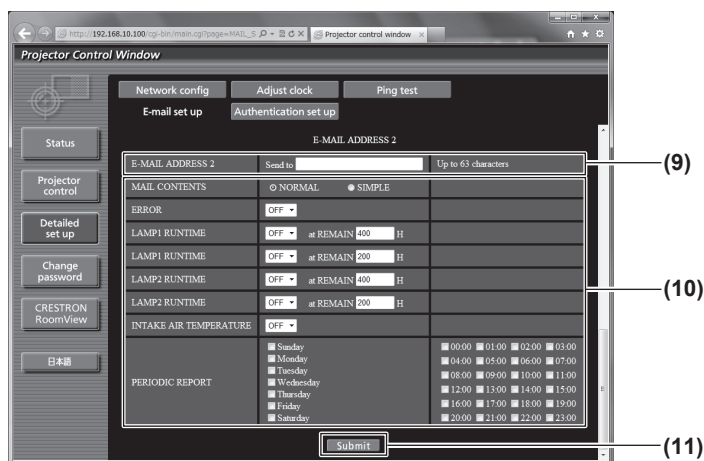 http://192.168.10.100/cgi-bin/main.cgi?page=MAIL_S
Projector control window
Projector Control Window
Network config Adjust clock Ping test
E-mail set up Authentication set up
Status
Projector control
Detailed set up
Change password
CRESTRON RoomView
日本語
E-MAIL ADDRESS 2
E-MAIL ADDRESS 2 Send to Up to 63 characters
(9)
MAIL CONTENTS NORMAL SIMPLE
ERROR OFF
LAMP1 RUNTIME OFF at REMAIN 400 H
LAMP1 RUNTIME OFF at REMAIN 200 H
LAMP2 RUNTIME OFF at REMAIN 400 H
LAMP2 RUNTIME OFF at REMAIN 200 H
INTAKE AIR TEMPERATURE OFF
PERIODIC REPORT
Sunday
Monday
Tuesday
Wednesday
Thursday
Friday
Saturday
00:00 01:00 02:00 03:00
04:00 05:00 06:00 07:00
08:00 09:00 10:00 11:00
12:00 13:00 14:00 15:00
16:00 17:00 18:00 19:00
20:00 21:00 22:00 23:00
(10)
Submit
(11)